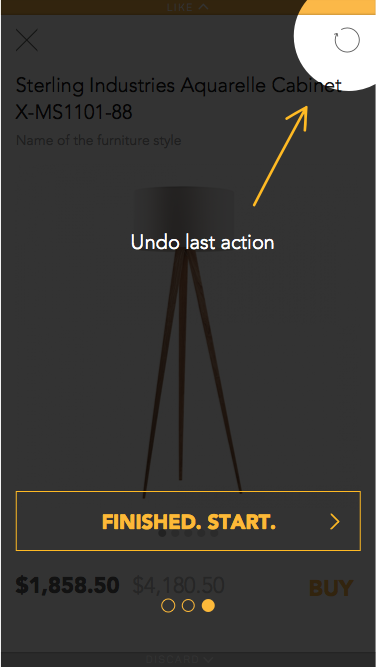 LIKE
Sterling Industries Aquarelle Cabinet
X-MS1101-88
Name of the furniture style
Undo last action
FINISHED. START.
$1,858.50 $4,180.50 BUY
DISCARD